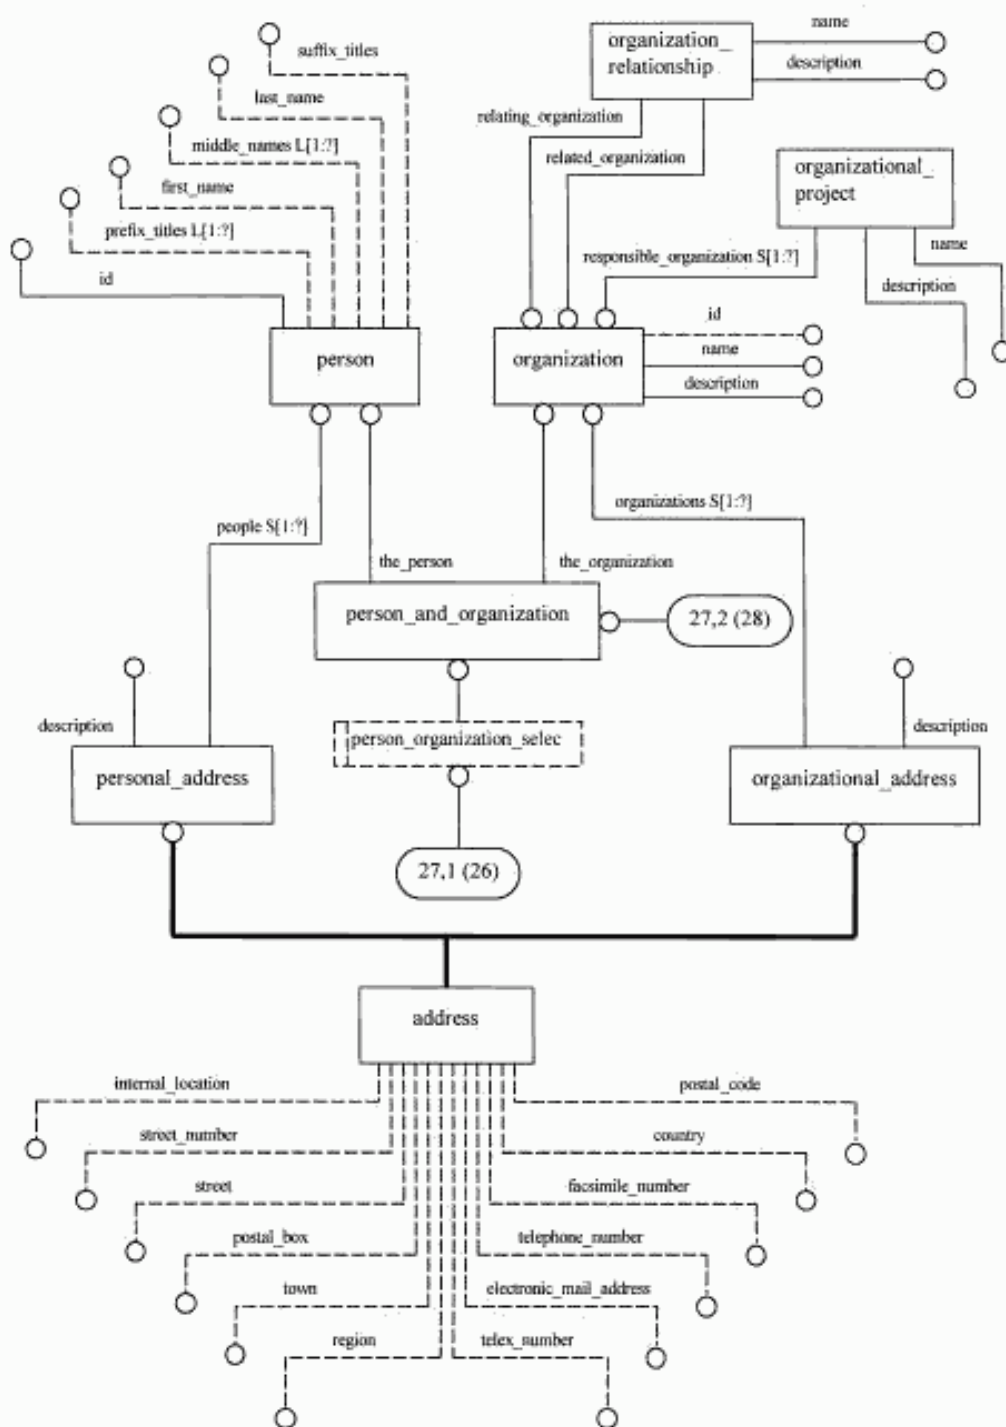 suffix_titles
last_name
middle_names L[1:?]
first_name
prefix_titles L[1:?]
id
person
organization_
relationship
name
description
relating_organization
related_organization
organizational_
project
name
description
responsible_organization S[1:?]
organization
id
name
description
people S[1:?]
the_person
the_organization
organizations S[1:?]
person_and_organization
27,2 (28)
description
person_organization_selec
description
personal_address
organizational_address
27,1 (26)
address
internal_location
postal_code
street_number
country
street
facsimile_number
postal_box
telephone_number
town
electronic_mail_address
region
telex_number